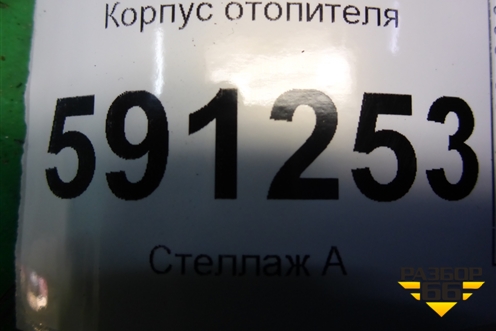 Корпус отопителя
591253
Стеллаж А
РАЗБОР
66